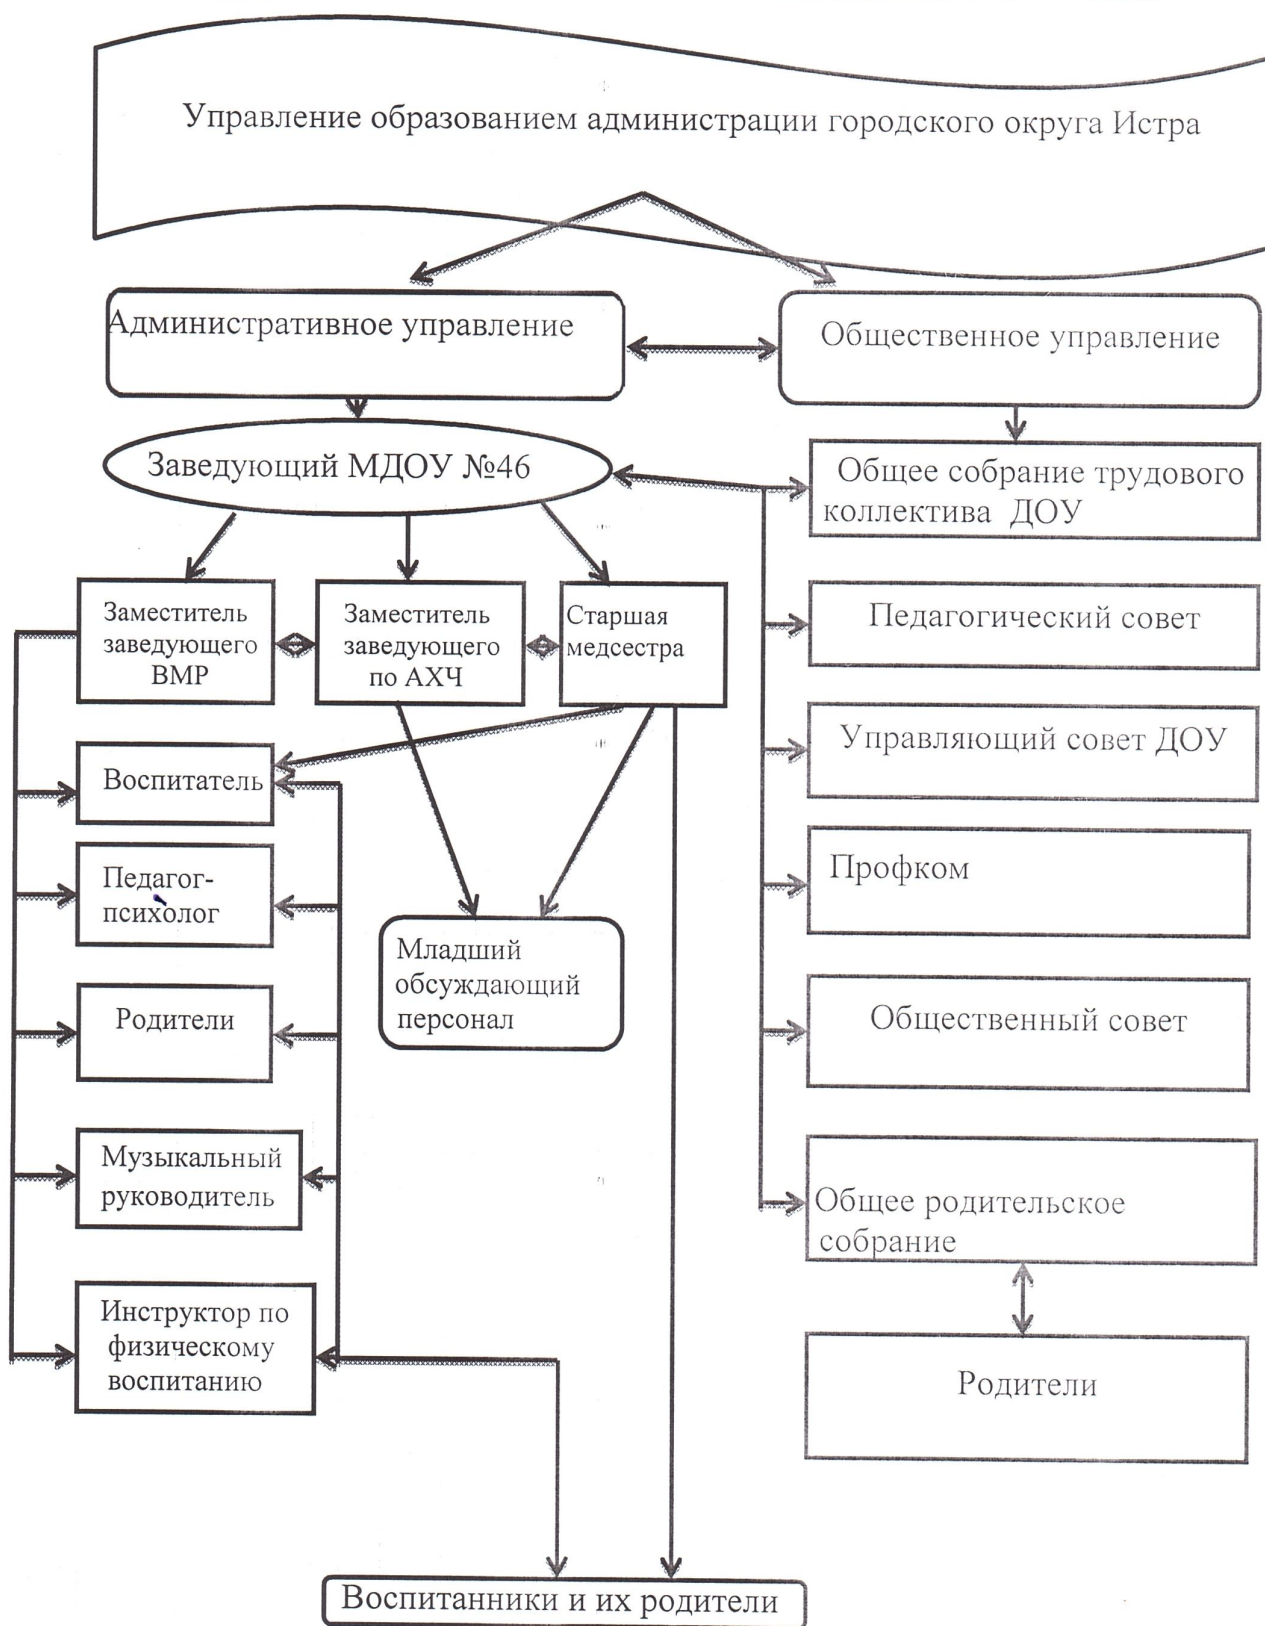 Управление образованием администрации городского округа Истра
Административное управление
Общественное управление
Заведующий МДОУ №46
Общее собрание трудового
коллектива ДОУ
Заместитель
заведующего
ВМР
Заместитель
заведующего
по АХЧ
Старшая
медсестра
Педагогический совет
Управляющий совет ДОУ
Воспитатель
Профком
Педагог-
психолог
Младший
обсуждающий
персонал
Родители
Общественный совет
Музыкальный
руководитель
Общее родительское
собрание
Инструктор по
физическому
воспитанию
Родители
Воспитанники и их родители